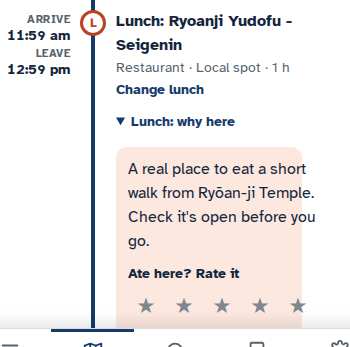 ARRIVE
11:59 am
LEAVE
12:59 pm
L
Lunch: Ryoanji Yudofu -
Seigenin
Restaurant · Local spot · 1 h
Change lunch
▼ Lunch: why here
A real place to eat a short
walk from Ryōan-ji Temple.
Check it's open before you
go.
Ate here? Rate it
★ ★ ★ ★ ★